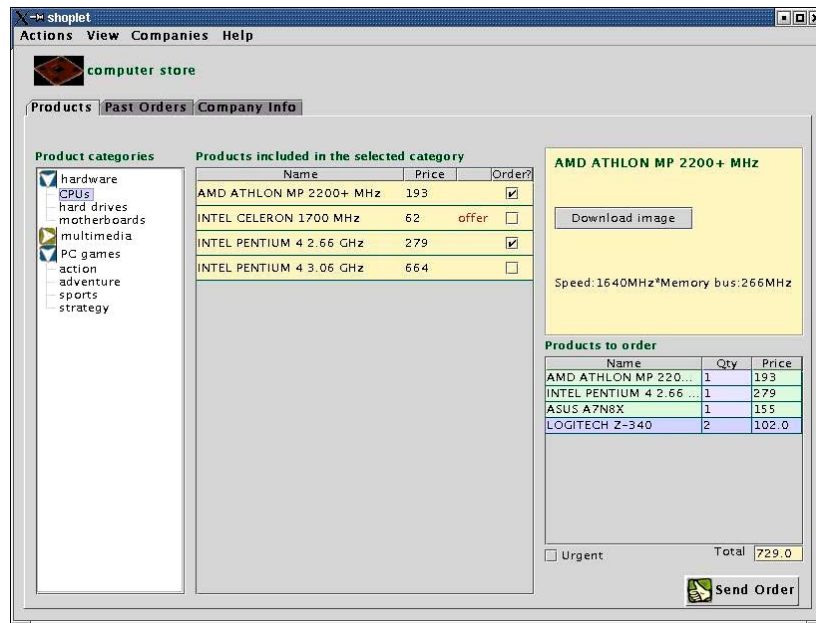 shoplet
Actions View Companies Help
computer store
Products Past Orders Company Info
Product categories
hardware
CPUs
hard drives
motherboards
multimedia
PC games
action
adventure
sports
strategy
Products included in the selected category
Name Price Order?
AMD ATHLON MP 2200+ MHz 193
INTEL CELERON 1700 MHz 62 offer
INTEL PENTIUM 4 2.66 GHz 279
INTEL PENTIUM 4 3.06 GHz 664
AMD ATHLON MP 2200+ MHz
Download image
Speed:1640MHz*Memory bus:266MHz
Products to order
Name Qty Price
AMD ATHLON MP 220... 1 193
INTEL PENTIUM 4 2.66 ... 1 279
ASUS A7N8X 1 155
LOGITECH Z-340 2 102.0
Urgent Total 729.0
Send Order